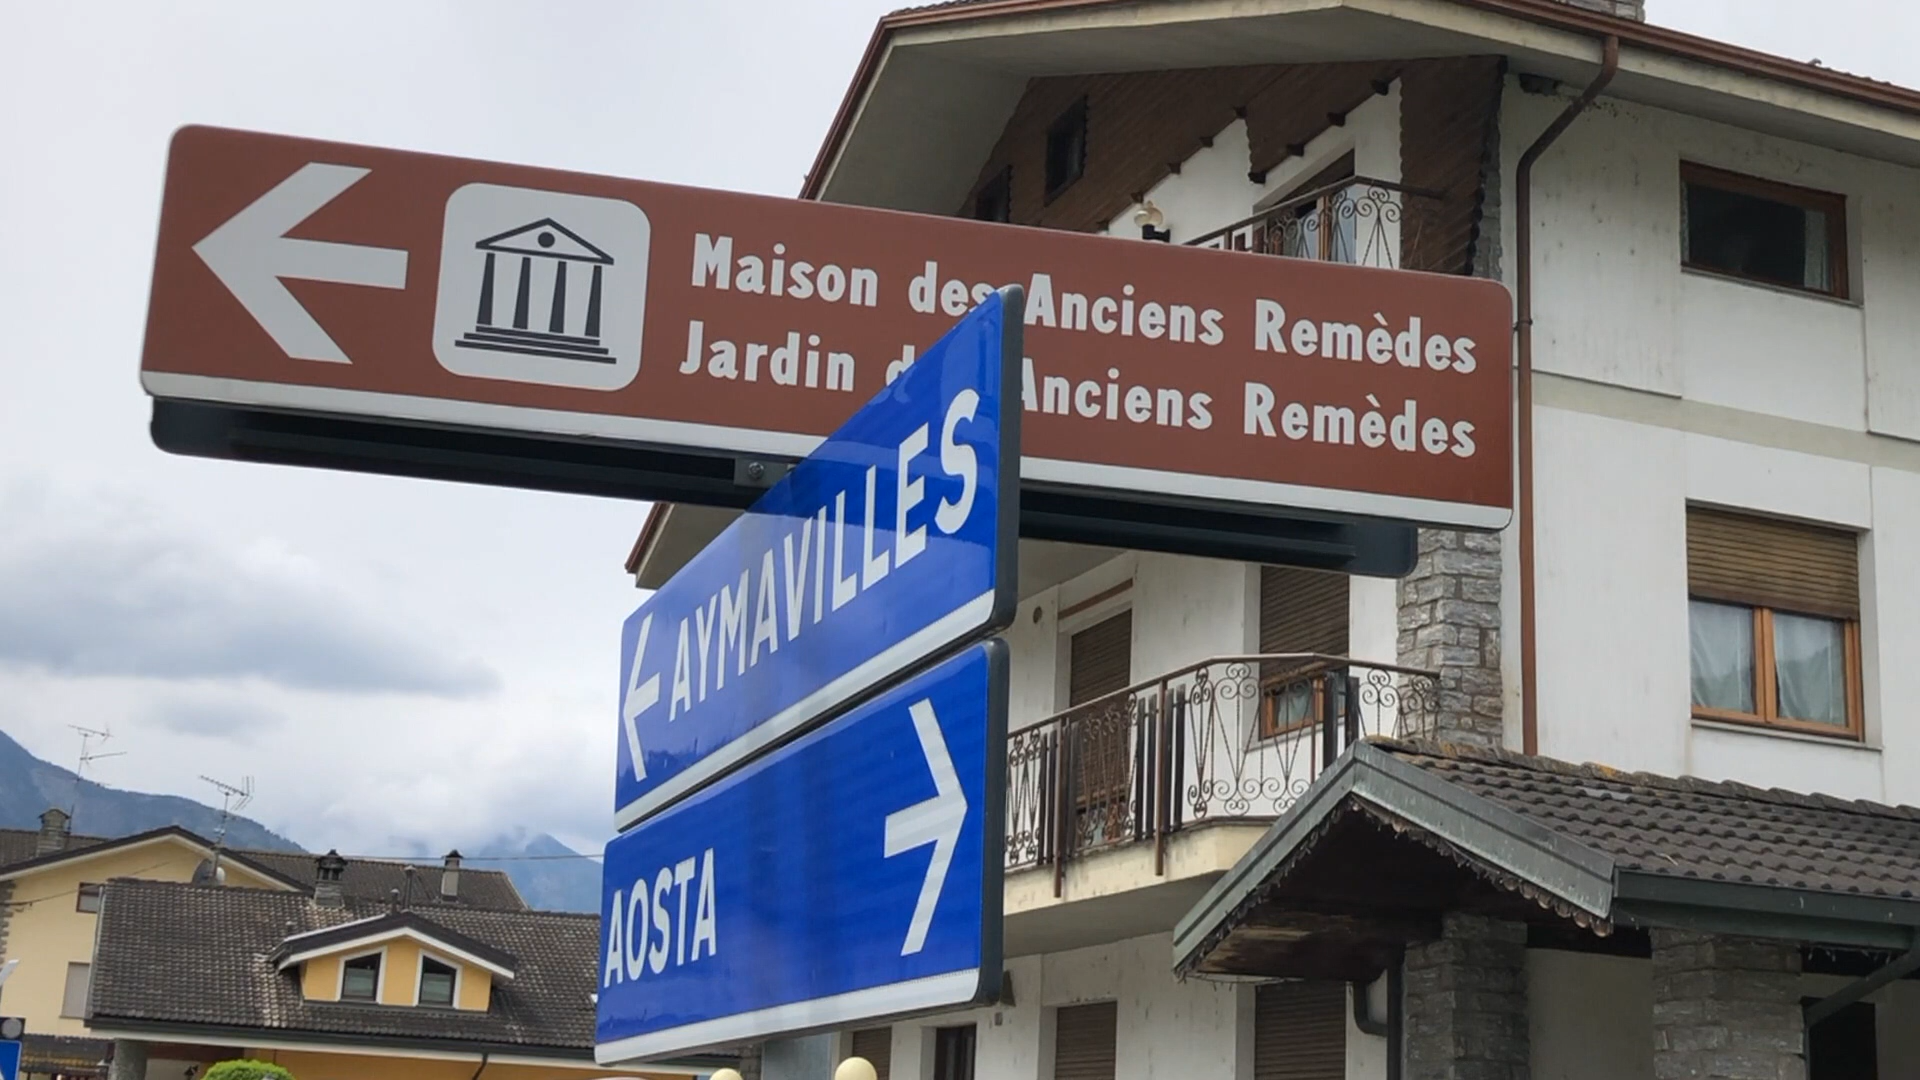 Maison des Anciens Remèdes
Jardin Anciens Remèdes
AYMAVILLES
AOSTA